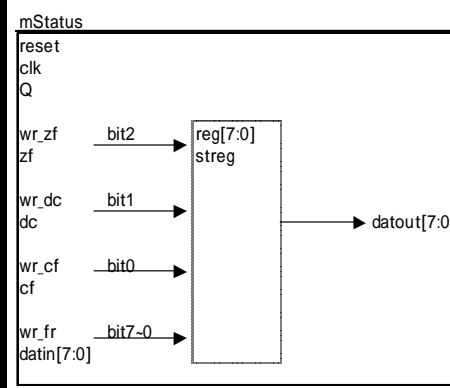 mStatus
reset
clk
Q
wr_zf bit2 reg[7:0]
zf streg
wr_dc bit1
dc datout[7:0
wr_cf bit0
cf
wr_fr bit7~0
datin[7:0]